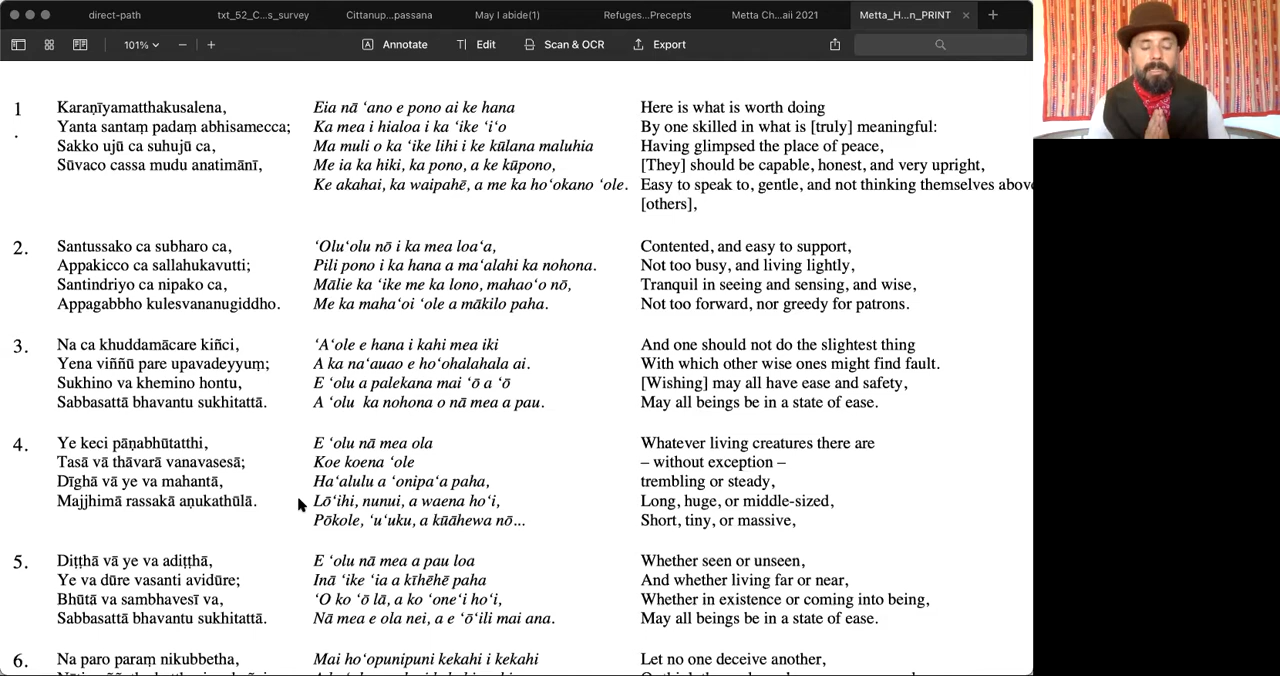 direct-path
txt_52_C...s_survey
Cittanup...passana
May I abide(1)
Refuges...Precepts
Metta Ch...aii 2021
Metta_H...n_PRINT
101%
Annotate
Edit
Scan & OCR
Export
1
.
Karaṇīyamatthakusalena,
Yanta santaṃ padaṃ abhisamecca;
Sakko ujū ca suhujū ca,
Sūvaco cassa mudu anatimānī,
Eia nā ʻano e pono ai ke hana
Ka mea i hialoa i ka ʻike ʻiʻo
Ma muli o ka ʻike lihi i ke kūlana maluhia
Me ia ka hiki, ka pono, a ke kūpono,
Ke akahai, ka waipahē, a me ka hoʻokano ʻole.
Here is what is worth doing
By one skilled in what is [truly] meaningful:
Having glimpsed the place of peace,
[They] should be capable, honest, and very upright,
Easy to speak to, gentle, and not thinking themselves above
[others],
2.
Santussako ca subharo ca,
Appakicco ca sallahukavutti;
Santindriyo ca nipako ca,
Appagabbho kulesvananugiddho.
ʻOluʻolu nō i ka mea loaʻa,
Pili pono i ka hana a maʻalahi ka nohona.
Mālie ka ʻike me ka lono, mahaoʻo nō,
Me ka mahaʻoi ʻole a mākilo paha.
Contented, and easy to support,
Not too busy, and living lightly,
Tranquil in seeing and sensing, and wise,
Not too forward, nor greedy for patrons.
3.
Na ca khuddamācare kiñci,
Yena viññū pare upavadeyyuṃ;
Sukhino va khemino hontu,
Sabbasattā bhavantu sukhitattā.
ʻAʻole e hana i kahi mea iki
A ka naʻauao e hoʻohalahala ai.
E ʻolu a palekana mai ʻō a ʻō
A ʻolu ka nohona o nā mea a pau.
And one should not do the slightest thing
With which other wise ones might find fault.
[Wishing] may all have ease and safety,
May all beings be in a state of ease.
4.
Ye keci pāṇabhūtatthi,
Tasā vā thāvarā vanavasesā;
Dīghā vā ye va mahantā,
Majjhimā rassakā aṇukathūlā.
E ʻolu nā mea ola
Koe koena ʻole
Haʻalulu a ʻonipaʻa paha,
Lōʻihi, nunui, a waena hoʻi,
Pōkole, ʻuʻuku, a kūāhewa nō...
Whatever living creatures there are
– without exception –
trembling or steady,
Long, huge, or middle-sized,
Short, tiny, or massive,
5.
Diṭṭhā vā ye va adiṭṭhā,
Ye va dūre vasanti avidūre;
Bhūtā va sambhavesī va,
Sabbasattā bhavantu sukhitattā.
E ʻolu nā mea a pau loa
Inā ʻike ʻia a kīhēhē paha
ʻO ko ʻō lā, a ko ʻoneʻi hoʻi,
Nā mea e ola nei, a e ʻōʻili mai ana.
Whether seen or unseen,
And whether living far or near,
Whether in existence or coming into being,
May all beings be in a state of ease.
6.
Na paro paraṃ nikubbetha,
Mai hoʻopunipuni kekahi i kekahi
Let no one deceive another,